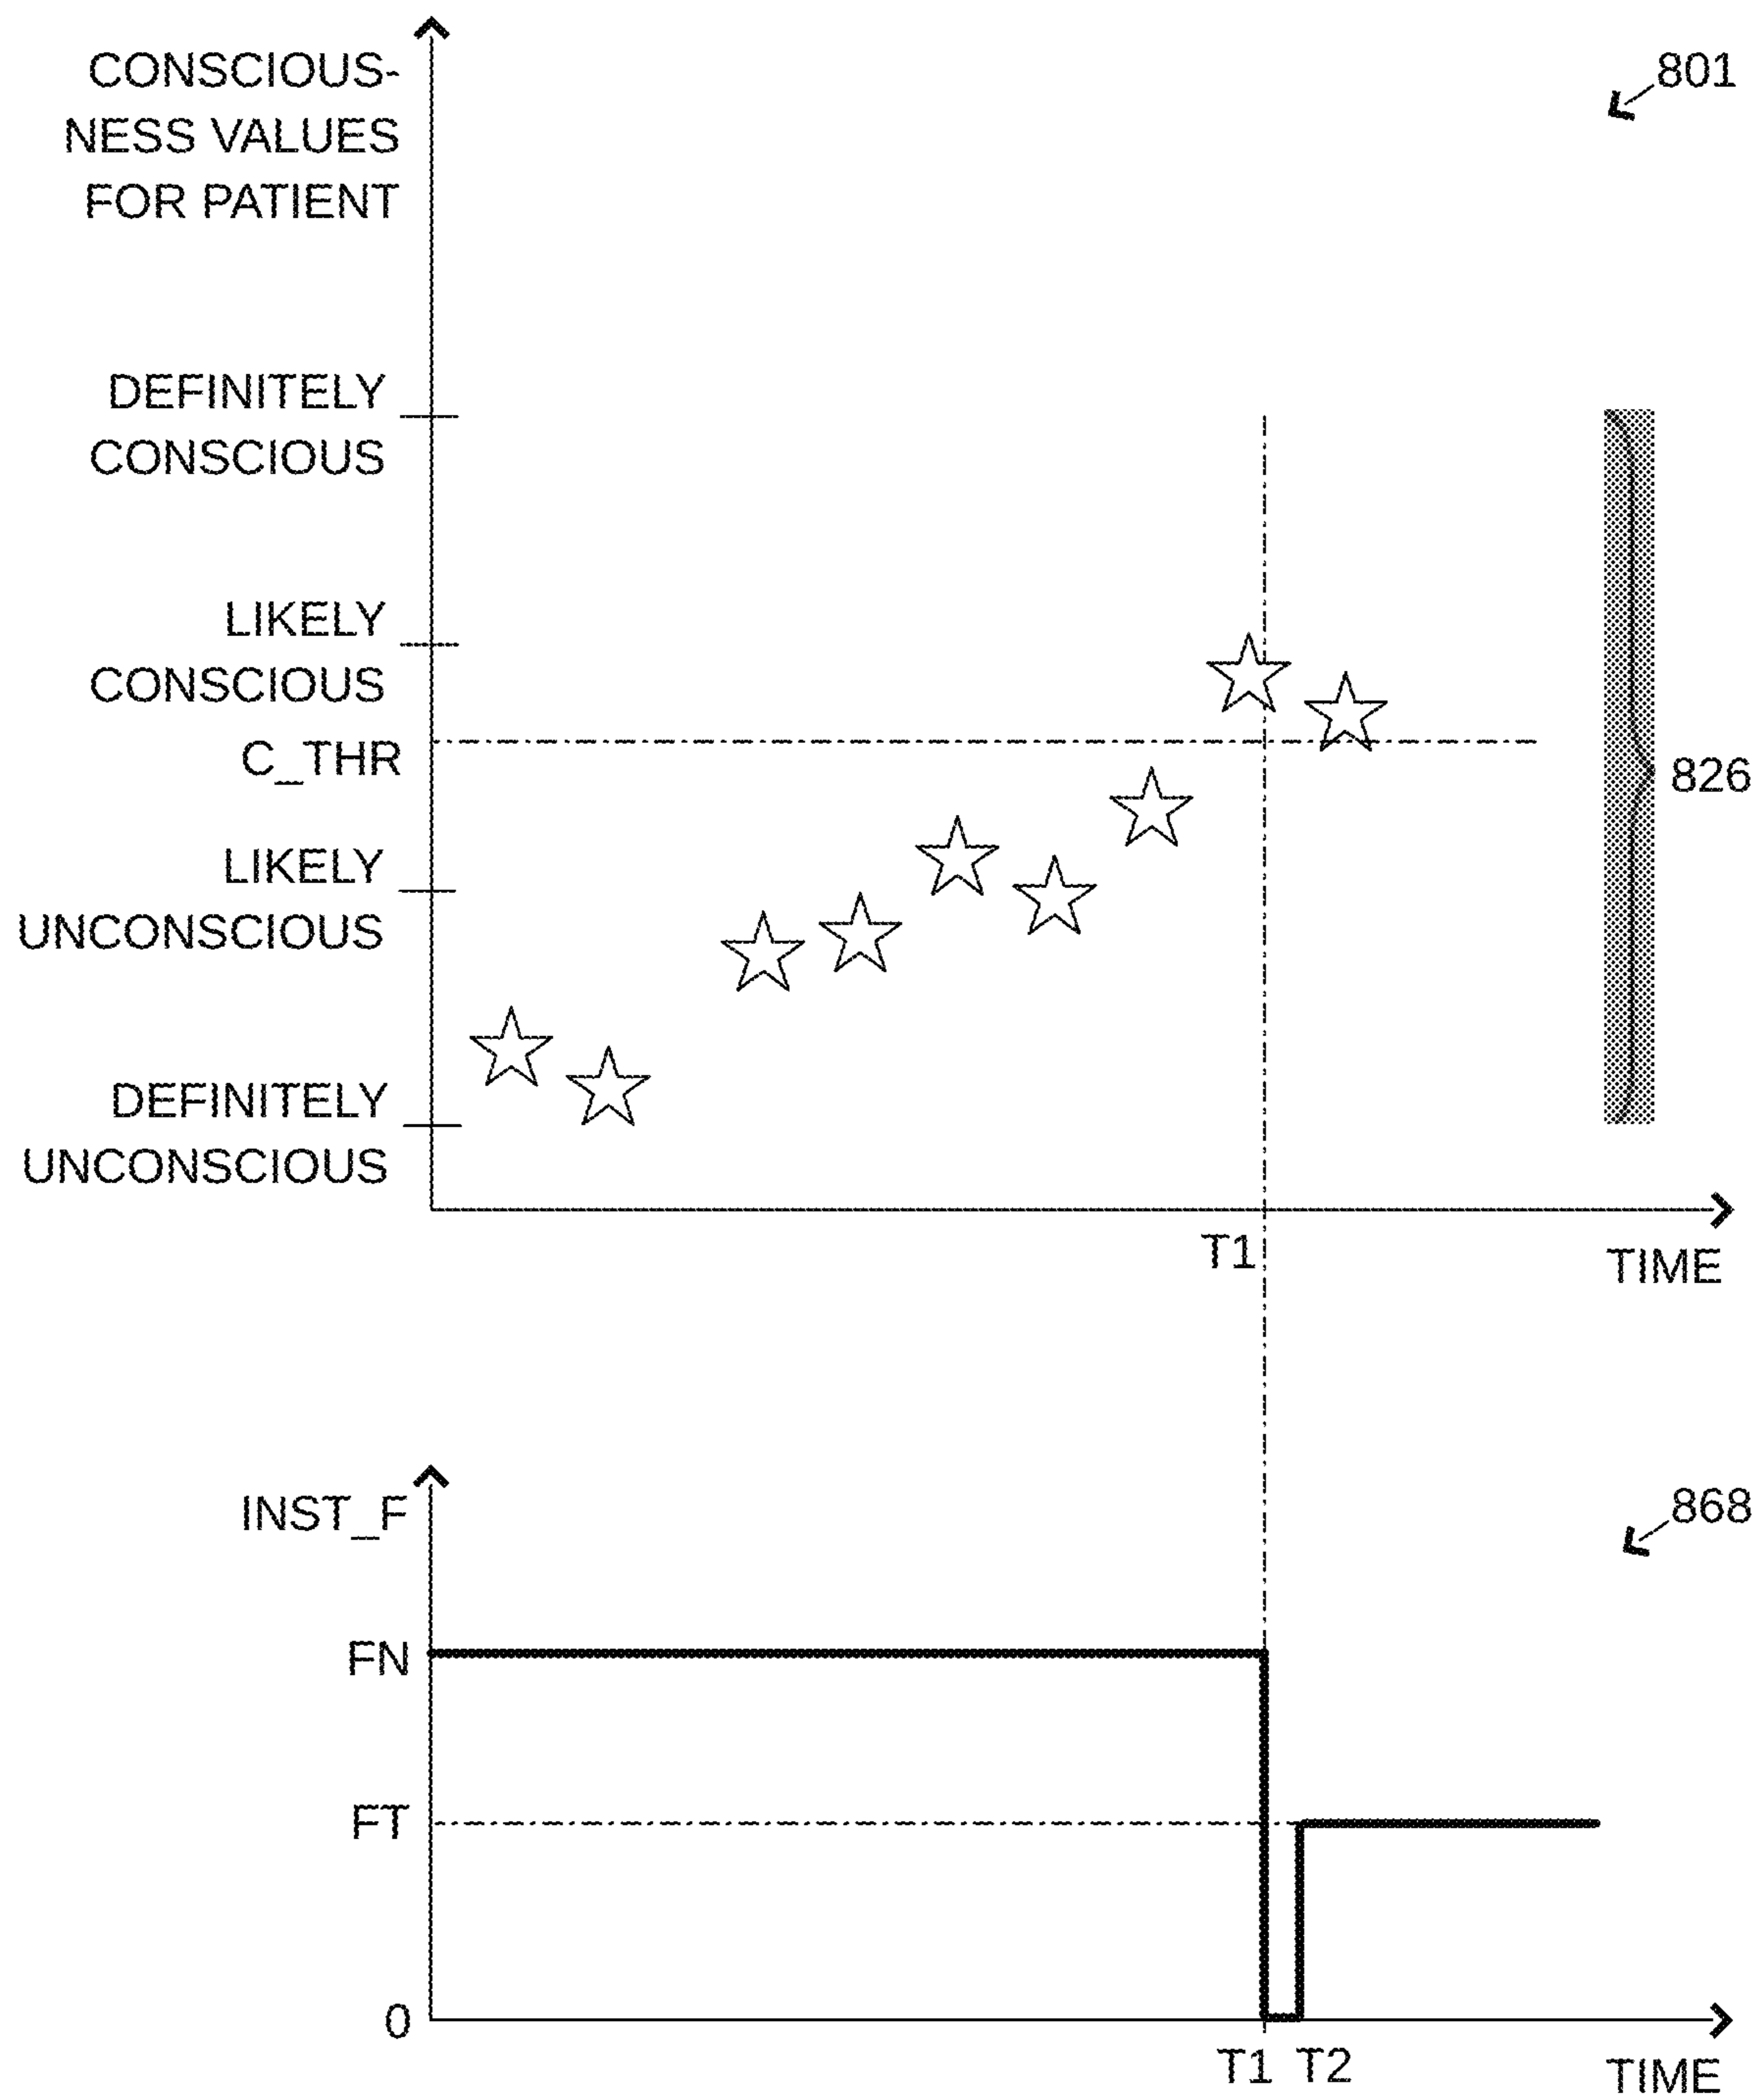 CONSCIOUS-
NESS VALUES
FOR PATIENT
801
DEFINITELY
CONSCIOUS
LIKELY
CONSCIOUS
C_THR
826
LIKELY
UNCONSCIOUS
DEFINITELY
UNCONSCIOUS
T1
TIME
INST_F
868
FN
FT
0
T1 T2
TIME